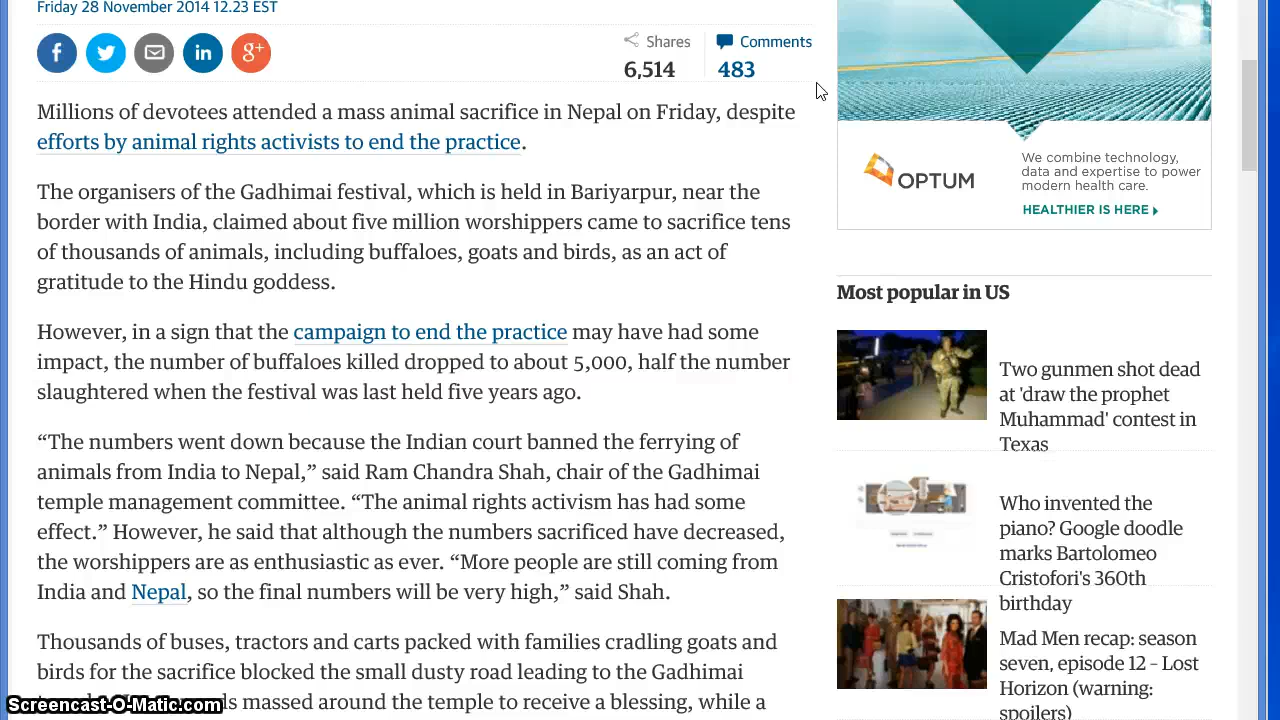 Friday 28 November 2014 12.23 EST
Shares
6,514
Comments
483
Millions of devotees attended a mass animal sacrifice in Nepal on Friday, despite
efforts by animal rights activists to end the practice.
The organisers of the Gadhimai festival, which is held in Bariyarpur, near the
border with India, claimed about five million worshippers came to sacrifice tens
of thousands of animals, including buffaloes, goats and birds, as an act of
gratitude to the Hindu goddess.
However, in a sign that the campaign to end the practice may have had some
impact, the number of buffaloes killed dropped to about 5,000, half the number
slaughtered when the festival was last held five years ago.
“The numbers went down because the Indian court banned the ferrying of
animals from India to Nepal,” said Ram Chandra Shah, chair of the Gadhimai
temple management committee. “The animal rights activism has had some
effect.” However, he said that although the numbers sacrificed have decreased,
the worshippers are as enthusiastic as ever. “More people are still coming from
India and Nepal, so the final numbers will be very high,” said Shah.
Thousands of buses, tractors and carts packed with families cradling goats and
birds for the sacrifice blocked the small dusty road leading to the Gadhimai
massed around the temple to receive a blessing, while a
Screencast-O-Matic.com
OPTUM
We combine technology,
data and expertise to power
modern health care.
HEALTHIER IS HERE
Most popular in US
Two gunmen shot dead
at 'draw the prophet
Muhammad' contest in
Texas
Who invented the
piano? Google doodle
marks Bartolomeo
Cristofori's 360th
birthday
Mad Men recap: season
seven, episode 12 – Lost
Horizon (warning:
spoilers)